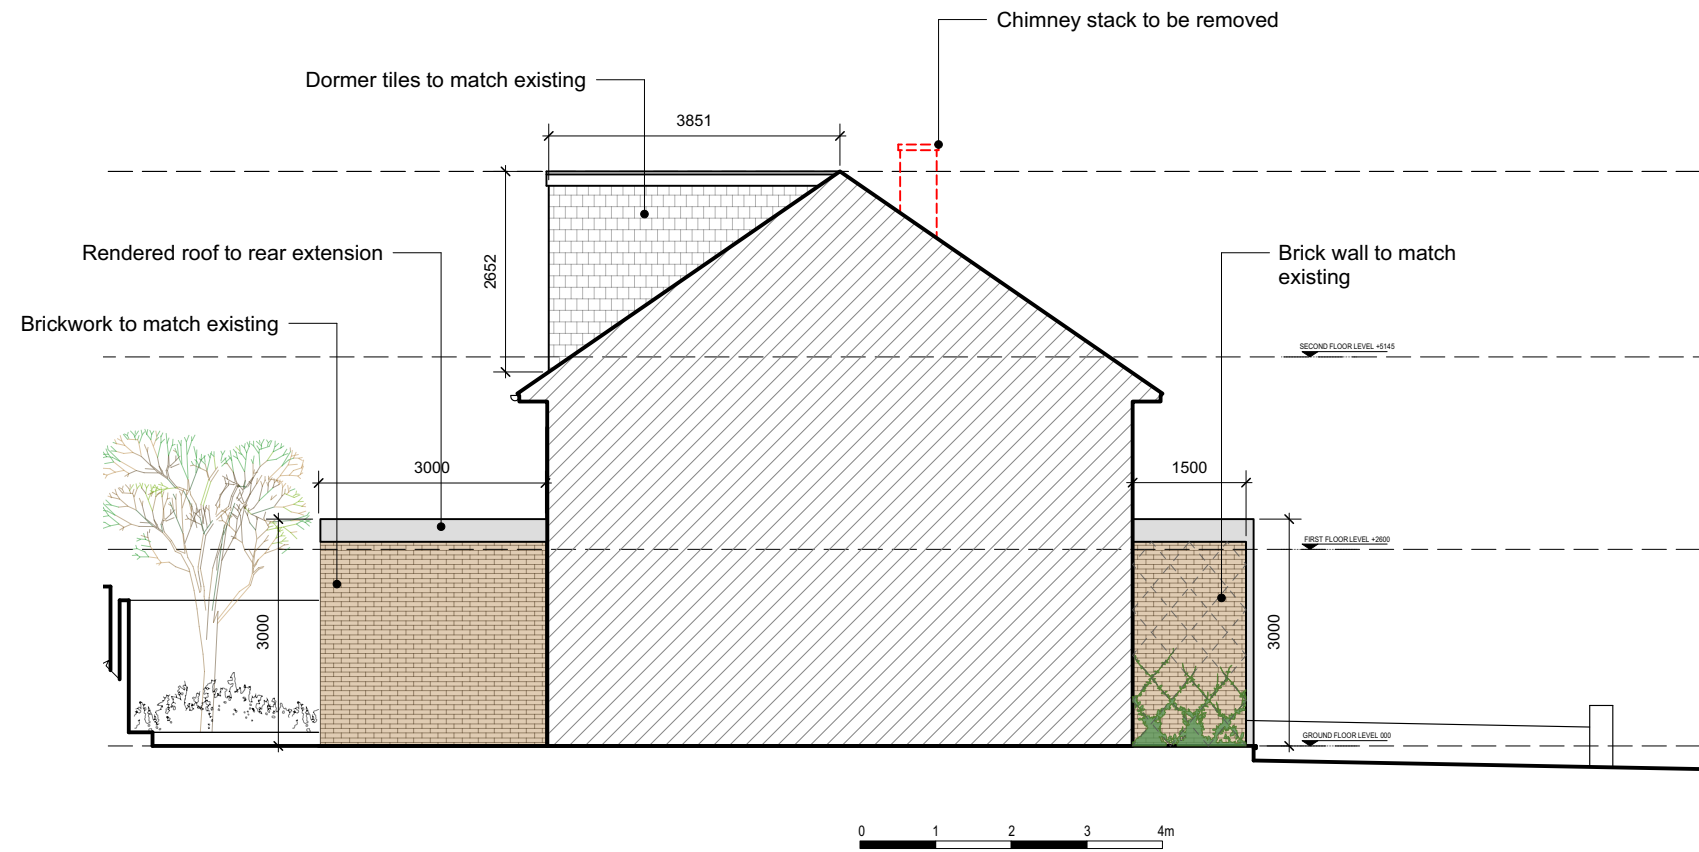 Chimney stack to be removed
Dormer tiles to match existing
3851
Rendered roof to rear extension
2652
Brick wall to match
existing
Brickwork to match existing
SECOND FLOOR LEVEL +5145
3000
1500
FIRST FLOOR LEVEL +2600
3000
3000
GROUND FLOOR LEVEL 000
0 1 2 3 4m